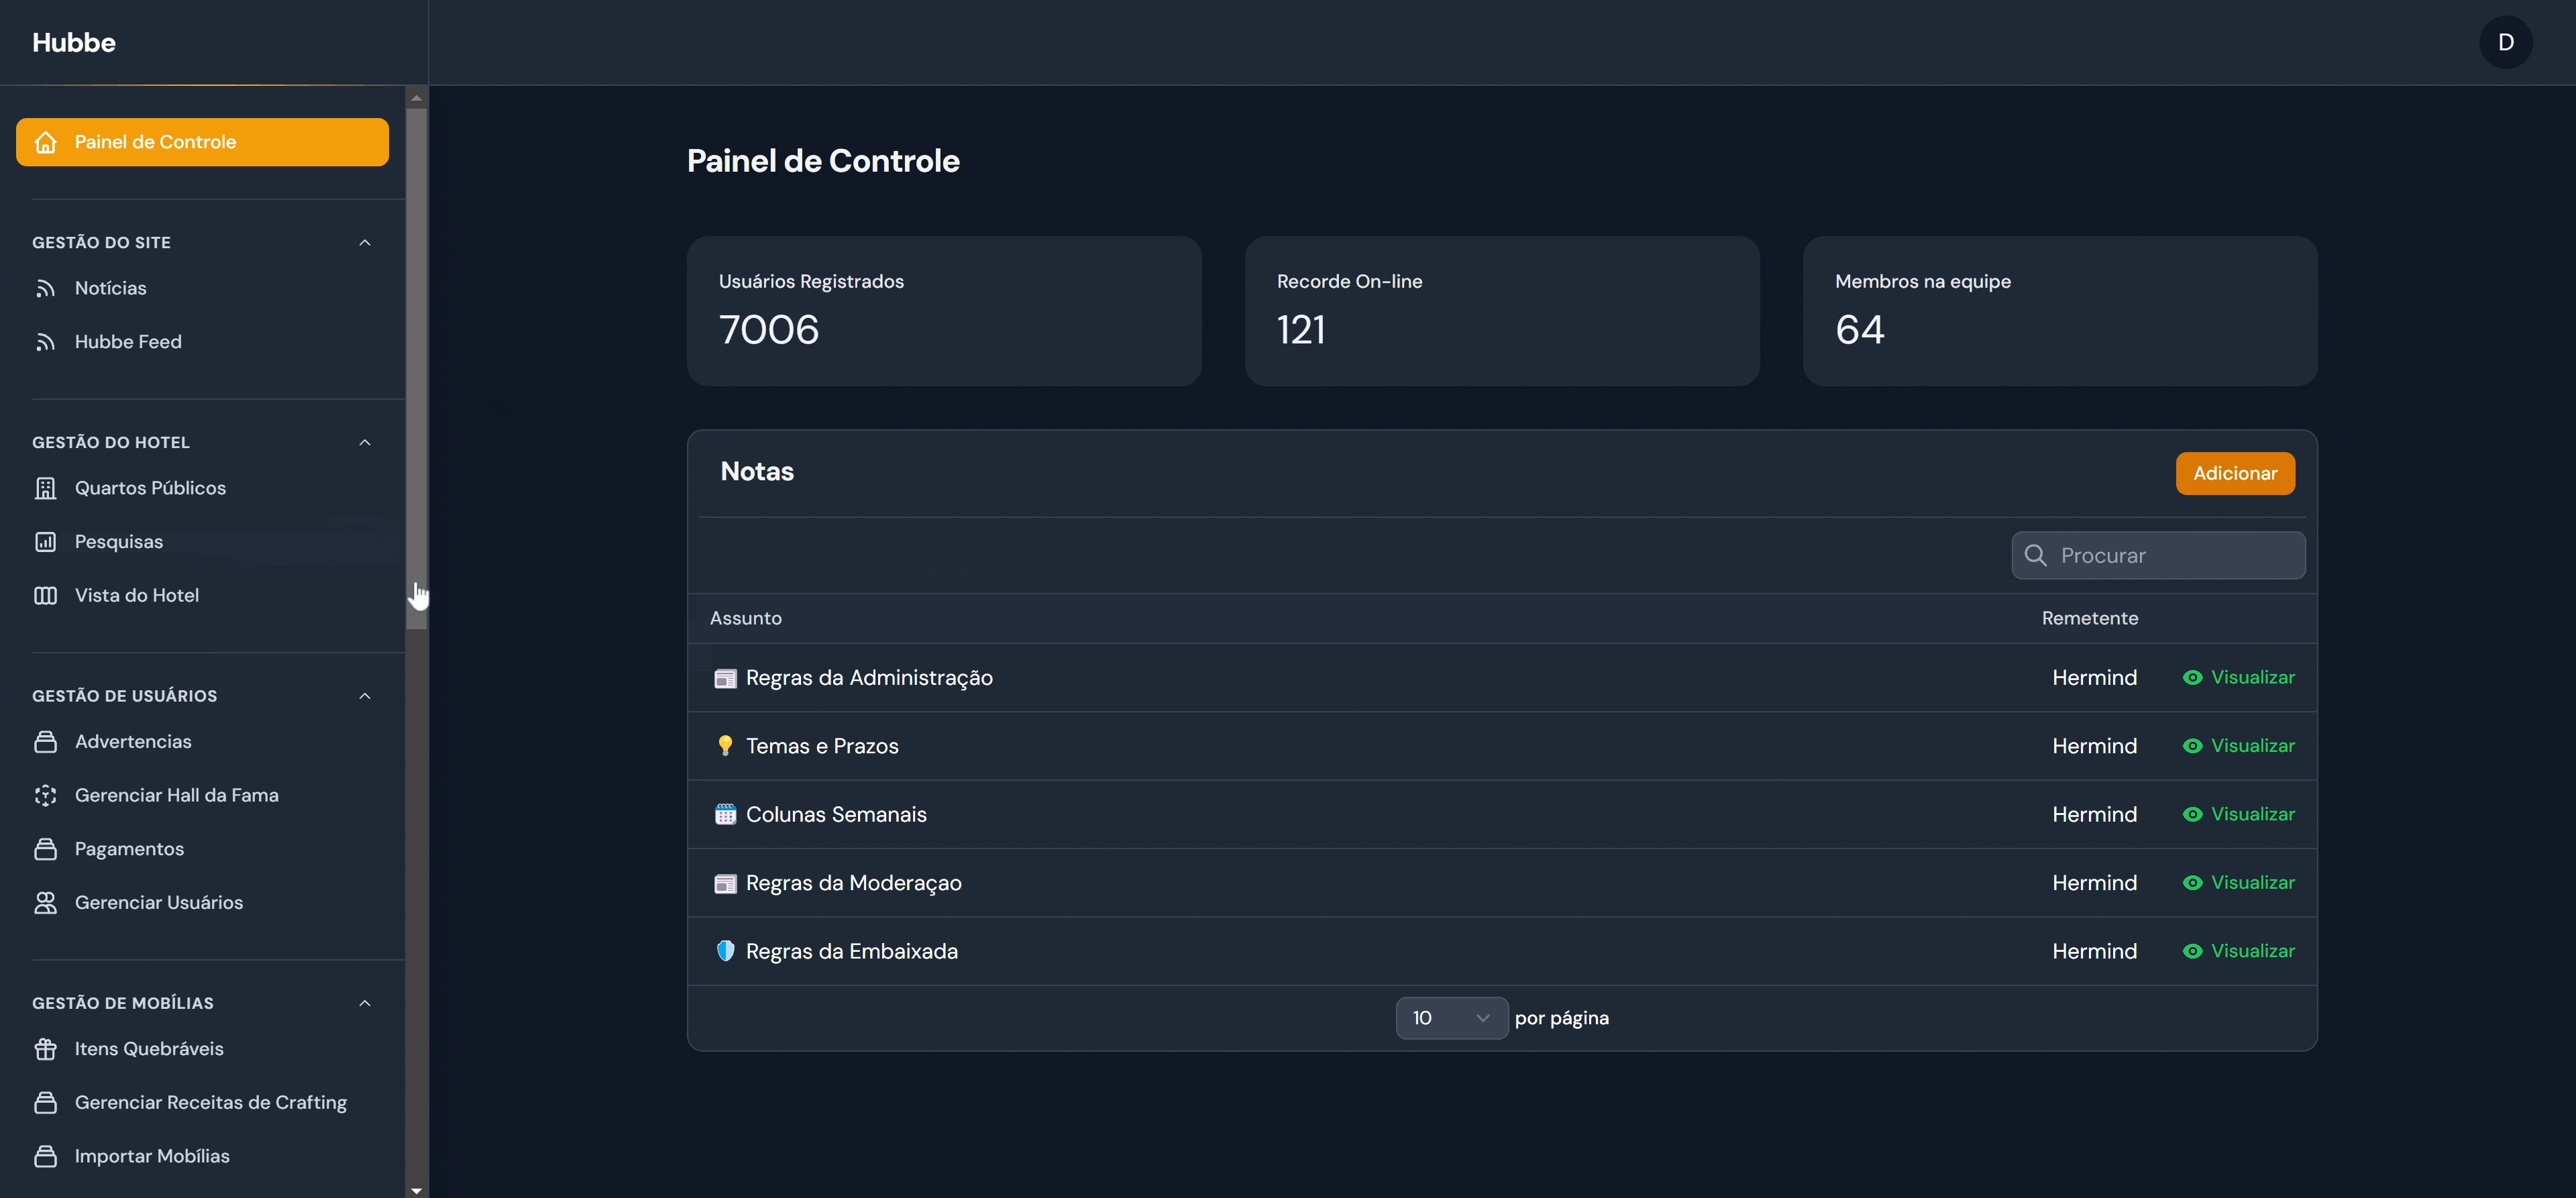 Hubbe
D
Painel de Controle
GESTÃO DO SITE
Notícias
Hubbe Feed
GESTÃO DO HOTEL
Quartos Públicos
Pesquisas
Vista do Hotel
GESTÃO DE USUÁRIOS
Advertencias
Gerenciar Hall da Fama
Pagamentos
Gerenciar Usuários
GESTÃO DE MOBÍLIAS
Itens Quebráveis
Gerenciar Receitas de Crafting
Importar Mobílias
Painel de Controle
Usuários Registrados
7006
Recorde On-line
121
Membros na equipe
64
Notas
Adicionar
Procurar
Assunto Remetente
Regras da Administração Hermind Visualizar
Temas e Prazos Hermind Visualizar
Colunas Semanais Hermind Visualizar
Regras da Moderaçao Hermind Visualizar
Regras da Embaixada Hermind Visualizar
10 por página